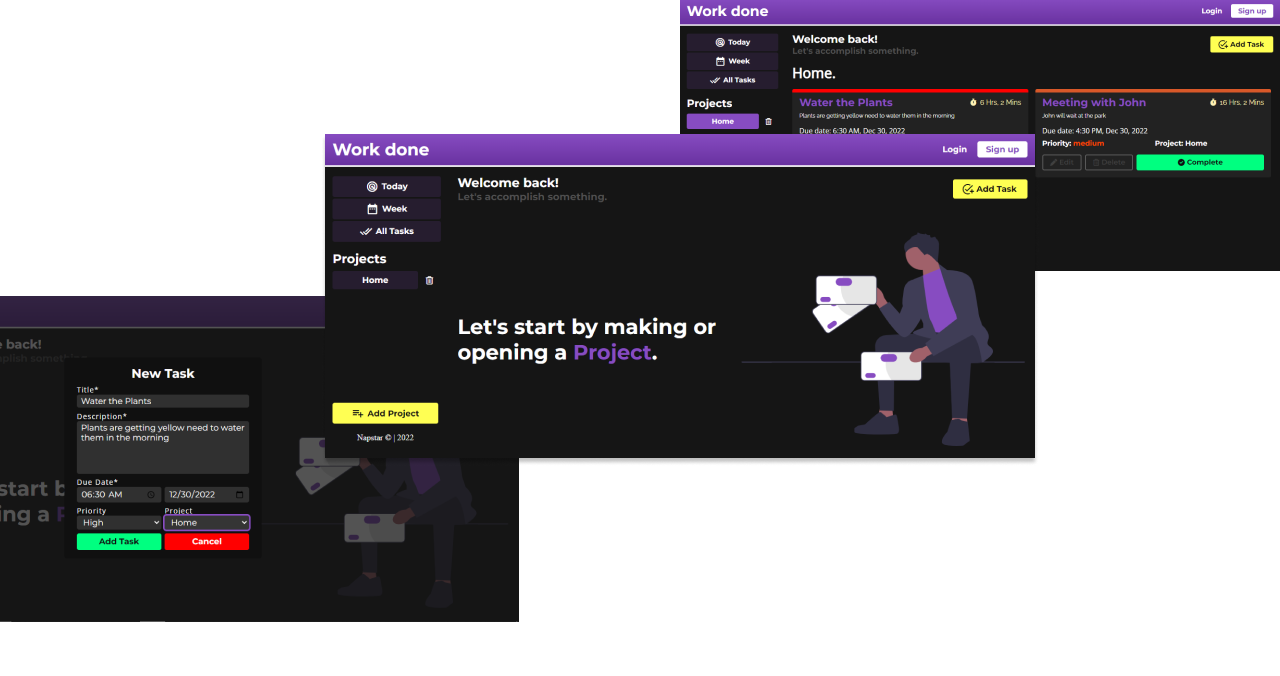 Work done
Login
Sign up
Today
Week
All Tasks
Projects
Home
Welcome back!
Let's accomplish something.
Add Task
Home.
Water the Plants
6 Hrs. 2 Mins
Plants are getting yellow need to water them in the morning
Due date: 6:30 AM, Dec 30, 2022
Meeting with John
16 Hrs, 2 Mins
John will wait at the park
Due date: 4:30 PM, Dec 30, 2022
Priority: medium
Project: Home
Edit
Delete
Complete
Work done
Login
Sign up
Today
Week
All Tasks
Projects
Home
Welcome back!
Let's accomplish something.
Add Task
Let's start by making or
opening a Project.
Add Project
Napstar © | 2022
e back!
plish something.
start b
ing a P
New Task
Title*
Water the Plants
Description*
Plants are getting yellow need to water
them in the morning
Due Date*
06:30 AM
12/30/2022
Priority
Project
High
Home
Add Task
Cancel